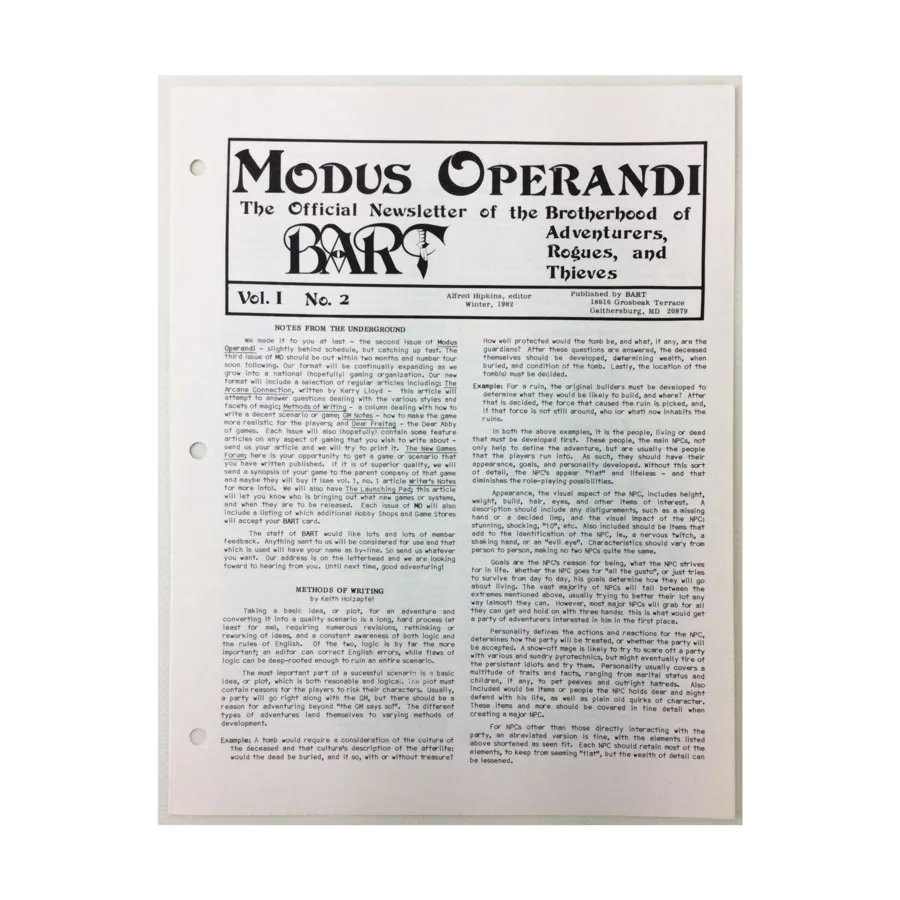 MODUS OPERANDI
The Official Newsletter of the Brotherhood of
Adventurers,
Rogues, and
Thieves
BART
Vol. I No. 2
Alfred Hipkins, editor
Winter, 1982
Published by BART
18616 Grosbeak Terrace
Gaithersburg, MD 20879
NOTES FROM THE UNDERGROUND
We made it to you at last - the second issue of Modus
Operandi - slightly behind schedule, but catching up fast. The
third issue of MO should be out within two months and number four
soon following. Our format will be continually expanding as we
grow into a national (hopefully) gaming organization. Our new
format will include a selection of regular articles including: The
Arcane Connection, written by Kerry Lloyd - this article will
attempt to answer questions dealing with the various styles and
facets of magic; Methods of Writing - a column dealing with how to
write a decent scenario or game; GM Notes - how to make the game
more realistic for the players; and Dear Freitag - the Dear Abby
of games. Each issue will also (hopefully) contain some feature
articles on any aspect of gaming that you wish to write about -
send us your article and we will try to print it. The New Games
Forum; here is your opportunity to get a game or scenario that
you have written published. If it is of superior quality, we will
send a synopsis of your game to the parent company of that game
and maybe they will buy it (see vol. 1, no. 1 article Writer's Notes
for more info). We will also have The Launching Pad; this article
will let you know who is bringing out what new games or systems,
and when they are to be released. Each issue of MO will also
include a listing of which additional Hobby Shops and Game Stores
will accept your BART card.
The staff of BART would like lots and lots of member
feedback. Anything sent to us will be considered for use and that
which is used will have your name as by-line. So send us whatever
you want. Our address is on the letterhead and we are looking
foward to hearing from you. Until next time, good adventuring!
METHODS OF WRITING
by Keith Holzapfel
Taking a basic idea, or plot, for an adventure and
converting it into a quality scenario is a long, hard process (at
least for me), requiring numerous revisions, rethinking or
reworking of ideas, and a constant awareness of both logic and
the rules of English. Of the two, logic is by far the more
important; an editor can correct English errors, while flaws of
logic can be deep-rooted enough to ruin an entire scenario.
The most important part of a sucessful scenario is a basic
idea, or plot, which is both resonable and logical. The plot must
contain reasons for the players to risk their characters. Usually,
a party will go right along with the GM, but there should be a
reason for adventuring beyond "the GM says so!". The different
types of adventures lend themselves to varying methods of
development.
Example: A tomb would require a consideration of the culture of
the deceased and that culture's description of the afterlife:
would the dead be buried, and if so, with or without treasure?
How well protected would the tomb be, and what, if any, are the
guardians? After these questions are answered, the deceased
themselves should be developed, determining wealth, when
buried, and condition of the tomb. Lastly, the location of the
tomb(s) must be decided.
Example: For a ruin, the original builders must be developed to
determine what they would be likely to build, and where? After
that is decided, the force that caused the ruin is picked, and,
if that force is not still around, who (or what) now inhabits the
ruins.
In both the above examples, it is the people, living or dead
that must be developed first. These people, the main NPCs, not
only help to define the adventure, but are usually the people
that the players run into. As such, they should have their
appearance, goals, and personality developed. Without this sort
of detail, the NPC's appear "flat" and lifeless - and that
diminishes the role-playing possibilities.
Appearance, the visual aspect of the NPC, includes height,
weight, build, hair, eyes, and other items of interest. A
description should include any disfigurements, such as a missing
hand or a decided limp, and the visual impact of the NPC:
stunning, shocking, "10", etc. Also included should be items that
add to the identification of the NPC, ie., a nervous twitch, a
shaking hand, or an "evil eye". Characteristics should vary from
person to person, making no two NPCs quite the same.
Goals are the NPC's reason for being, what the NPC strives
for in life. Whether the NPC goes for "all the gusto", or just tries
to survive from day to day, his goals determine how they will go
about living. The vast majority of NPCs will fall between the
extremes mentioned above, usually trying to better their lot any
way (almost) they can. However, most major NPCs will grab for all
they can get and hold on with three hands; this is what would get
a party of adventurers interested in him in the first place.
Personality defines the actions and reactions for the NPC,
determines how the party will be treated, or whether the party will
be accepted. A show-off mage is likely to try to scare off a party
with various and sundry pyrotechnics, but might eventually tire of
the persistent idiots and fry them. Personality usually covers a
multitude of traits and facts, ranging from marital status and
children, if any, to pet peeves and outright hatreds. Also
included would be items or people the NPC holds dear and might
defend with his life, as well as plain old quirks of character.
These items and more should be covered in fine detail when
creating a major NPC.
For NPCs other than those directly interacting with the
party, an abreviated version is fine, with the elements listed
above shortened as seen fit. Each NPC should retain most of the
elements, to keep from seeming "flat", but the wealth of detail can
be lessened.